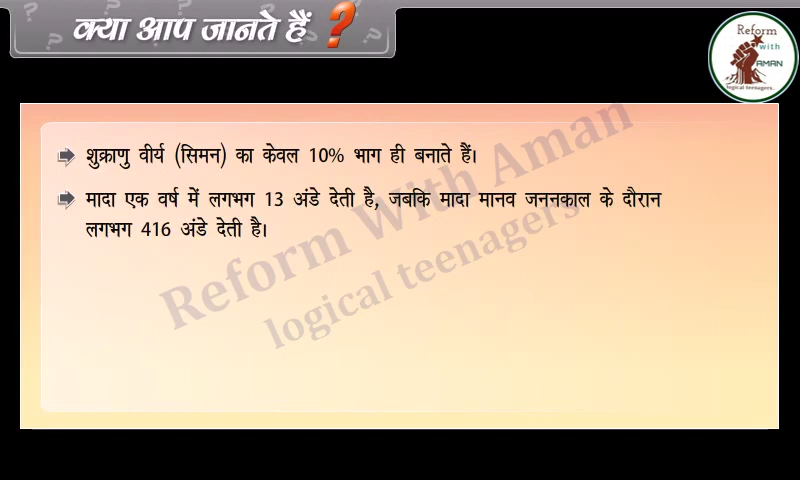 क्या आप जानते हैं ?
Reform
with
AMAN
logical teenagers.
शुक्राणु वीर्य (सिमन) का केवल 10% भाग ही बनाते हैं।
मादा एक वर्ष में लगभग 13 अंडे देती है, जबकि मादा मानव जननकाल के दौरान
लगभग 416 अंडे देती है।
Reform With Aman
logical teenagers